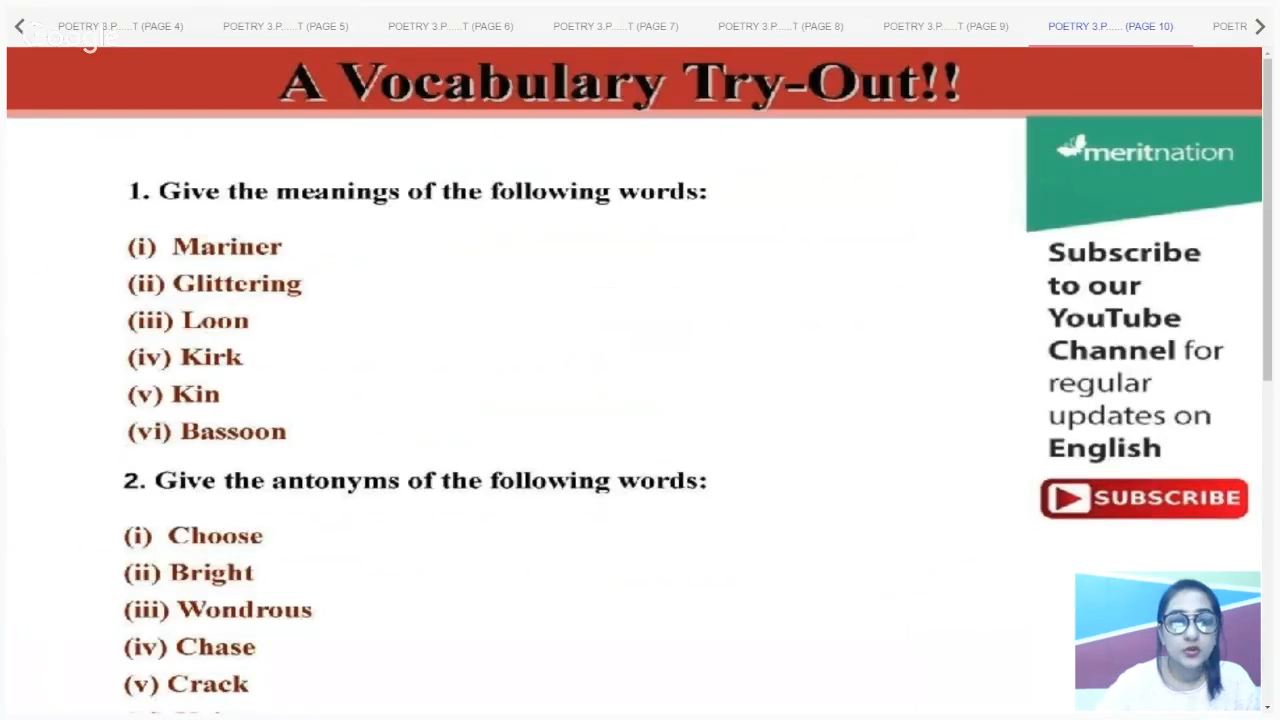 POETRY 3.P......T (PAGE 4) POETRY 3.P......T (PAGE 5) POETRY 3.P......T (PAGE 6) POETRY 3.P......T (PAGE 7) POETRY 3.P......T (PAGE 8) POETRY 3.P......T (PAGE 9) POETRY 3.P...... (PAGE 10) POETR
Google
A Vocabulary Try-Out!!
meritnation
1. Give the meanings of the following words:
(i) Mariner
(ii) Glittering
(iii) Loon
(iv) Kirk
(v) Kin
(vi) Bassoon
2. Give the antonyms of the following words:
(i) Choose
(ii) Bright
(iii) Wondrous
(iv) Chase
(v) Crack
Subscribe
to our
YouTube
Channel for
regular
updates on
English
SUBSCRIBE